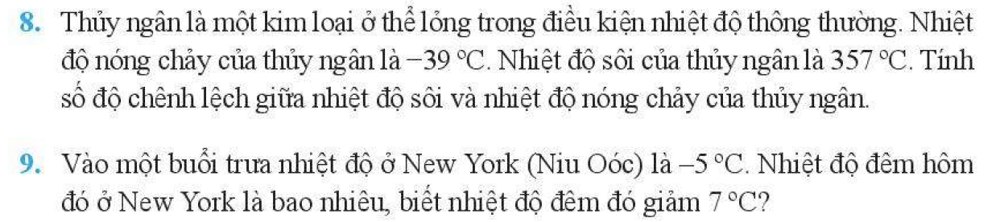 8. Thủy ngân là một kim loại ở thể lỏng trong điều kiện nhiệt độ thông thường. Nhiệt
độ nóng chảy của thủy ngân là −39 °C. Nhiệt độ sôi của thủy ngân là 357 °C. Tính
số độ chênh lệch giữa nhiệt độ sôi và nhiệt độ nóng chảy của thủy ngân.
9. Vào một buổi trưa nhiệt độ ở New York (Niu Oóc) là −5 °C. Nhiệt độ đêm hôm
đó ở New York là bao nhiêu, biết nhiệt độ đêm đó giảm 7 °C?